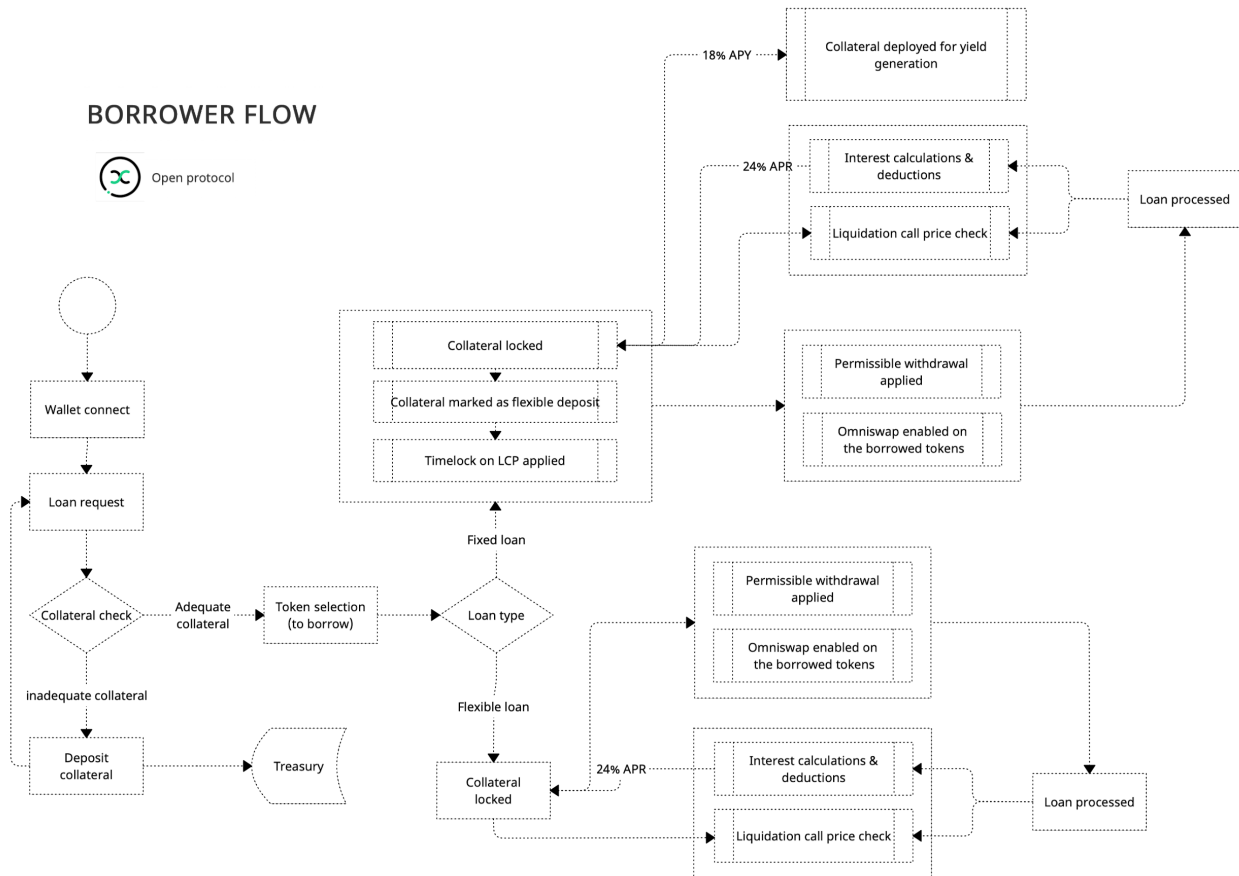 BORROWER FLOW
Open protocol
18% APY
Collateral deployed for yield
generation
24% APR
Interest calculations &
deductions
Liquidation call price check
Loan processed
Collateral locked
Collateral marked as flexible deposit
Timelock on LCP applied
Permissible withdrawal
applied
Omniswap enabled on
the borrowed tokens
Wallet connect
Loan request
Collateral check
Adequate
collateral
Token selection
(to borrow)
Loan type
Fixed loan
Flexible loan
inadequate collateral
Deposit
collateral
Treasury
Collateral
locked
Permissible withdrawal
applied
Omniswap enabled on
the borrowed tokens
24% APR
Interest calculations &
deductions
Liquidation call price check
Loan processed